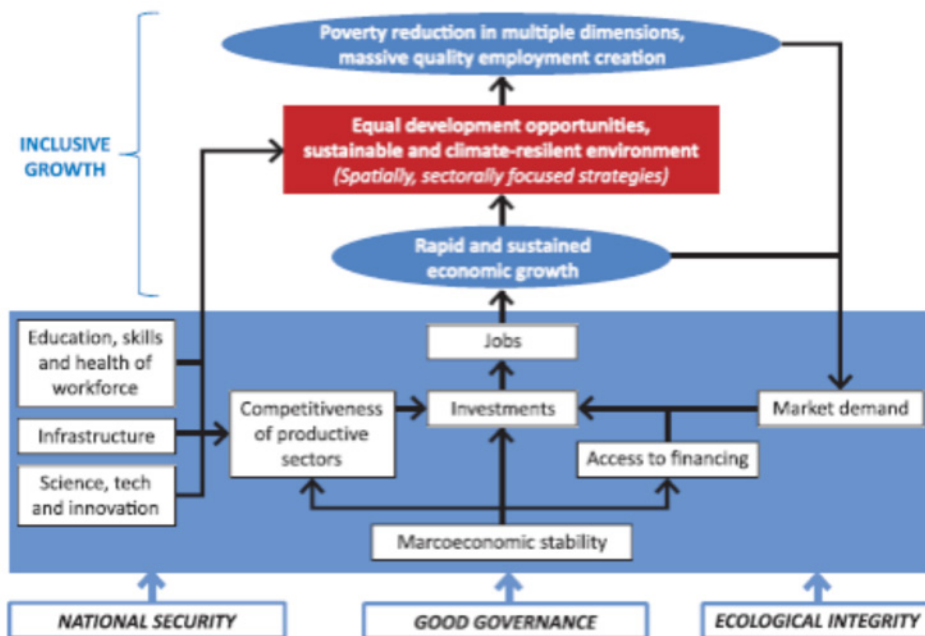 Poverty reduction in multiple dimensions,
massive quality employment creation
INCLUSIVE
GROWTH
Equal development opportunities,
sustainable and climate-resilent environment
(Spatially, sectorally focused strategies)
Rapid and sustained
economic growth
Education, skills
and health of
workforce
Jobs
Infrastructure
Competitiveness
of productive
sectors
Investments
Market demand
Access to financing
Science, tech
and innovation
Marcoeconomic stability
NATIONAL SECURITY
GOOD GOVERNANCE
ECOLOGICAL INTEGRITY